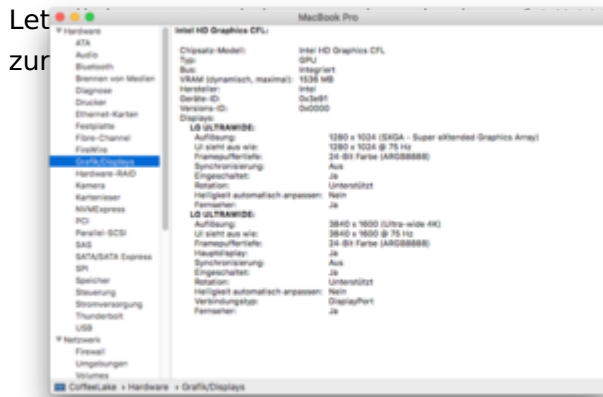 Let
zur
MacBook Pro
Hardware
ATA
Audio
Bluetooth
Brennen von Medien
Diagnose
Drucker
Ethernet-Karten
Festplatte
Fibre-Channel
FireWire
Grafik/Displays
Hardware-RAID
Kamera
Kartenleser
NVMExpress
PCI
Parallel-SCSI
SAS
SATA/SATA Express
SPI
Speicher
Steuerung
Stromversorgung
Thunderbolt
USB
Netzwerk
Firewall
Umgebungen
Volumes
Intel HD Graphics CFL:
Chipsatz-Modell: Intel HD Graphics CFL
Typ: GPU
Bus: Integriert
VRAM (dynamisch, maximal): 1536 MB
Hersteller: Intel
Geräte-ID: 0x3e91
Versions-ID: 0x0000
Displays:
LG ULTRAWIDE:
Auflösung: 1280 x 1024 (SXGA - Super eXtended Graphics Array)
UI sieht aus wie: 1280 x 1024 @ 75 Hz
Framepuffertiefe: 24-Bit Farbe (ARGB8888)
Synchronisierung: Aus
Eingeschaltet: Ja
Rotation: Unterstützt
Helligkeit automatisch anpassen: Nein
Fernseher: Ja
LG ULTRAWIDE:
Auflösung: 3840 x 1600 (Ultra-wide 4K)
UI sieht aus wie: 3840 x 1600 @ 75 Hz
Framepuffertiefe: 24-Bit Farbe (ARGB8888)
Hauptdisplay: Ja
Synchronisierung: Aus
Eingeschaltet: Ja
Rotation: Unterstützt
Helligkeit automatisch anpassen: Nein
Verbindungstyp: DisplayPort
Fernseher: Ja
CoffeeLake › Hardware › Grafik/Displays